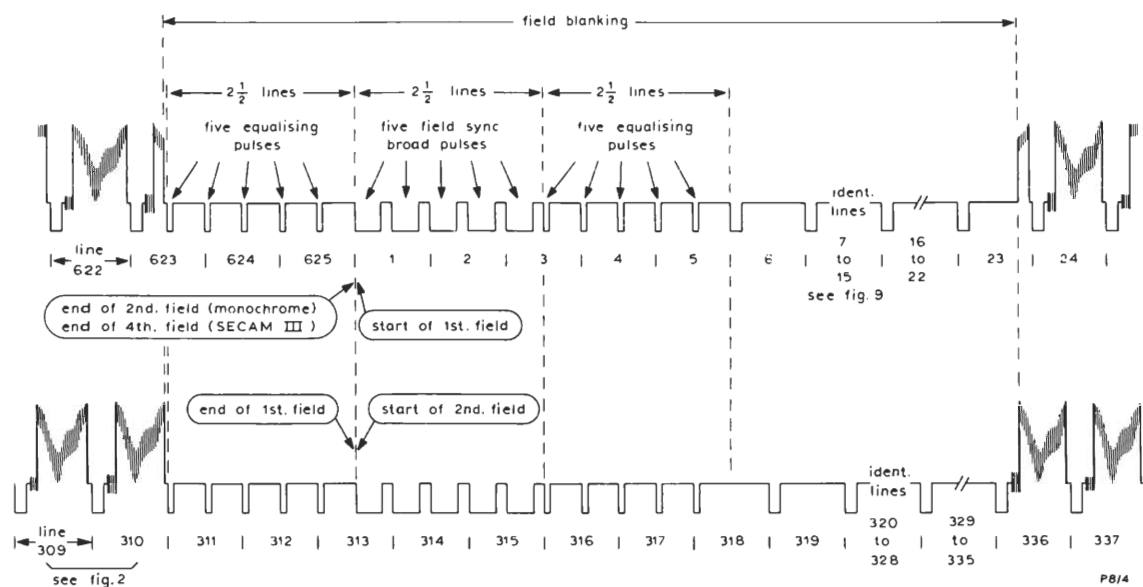 field blanking
2 1/2 lines
2 1/2 lines
2 1/2 lines
five equalising
pulses
five field sync
broad pulses
five equalising
pulses
ident.
lines
line
622
623
624
625
1
2
3
4
5
6
7
to
15
see fig. 9
16
to
22
23
24
end of 2nd. field (monochrome)
end of 4th. field (SECAM III)
start of 1st. field
end of 1st. field
start of 2nd. field
ident.
lines
line
309
310
311
312
313
314
315
316
317
318
319
320
to
328
329
to
335
336
337
see fig. 2
P8/4